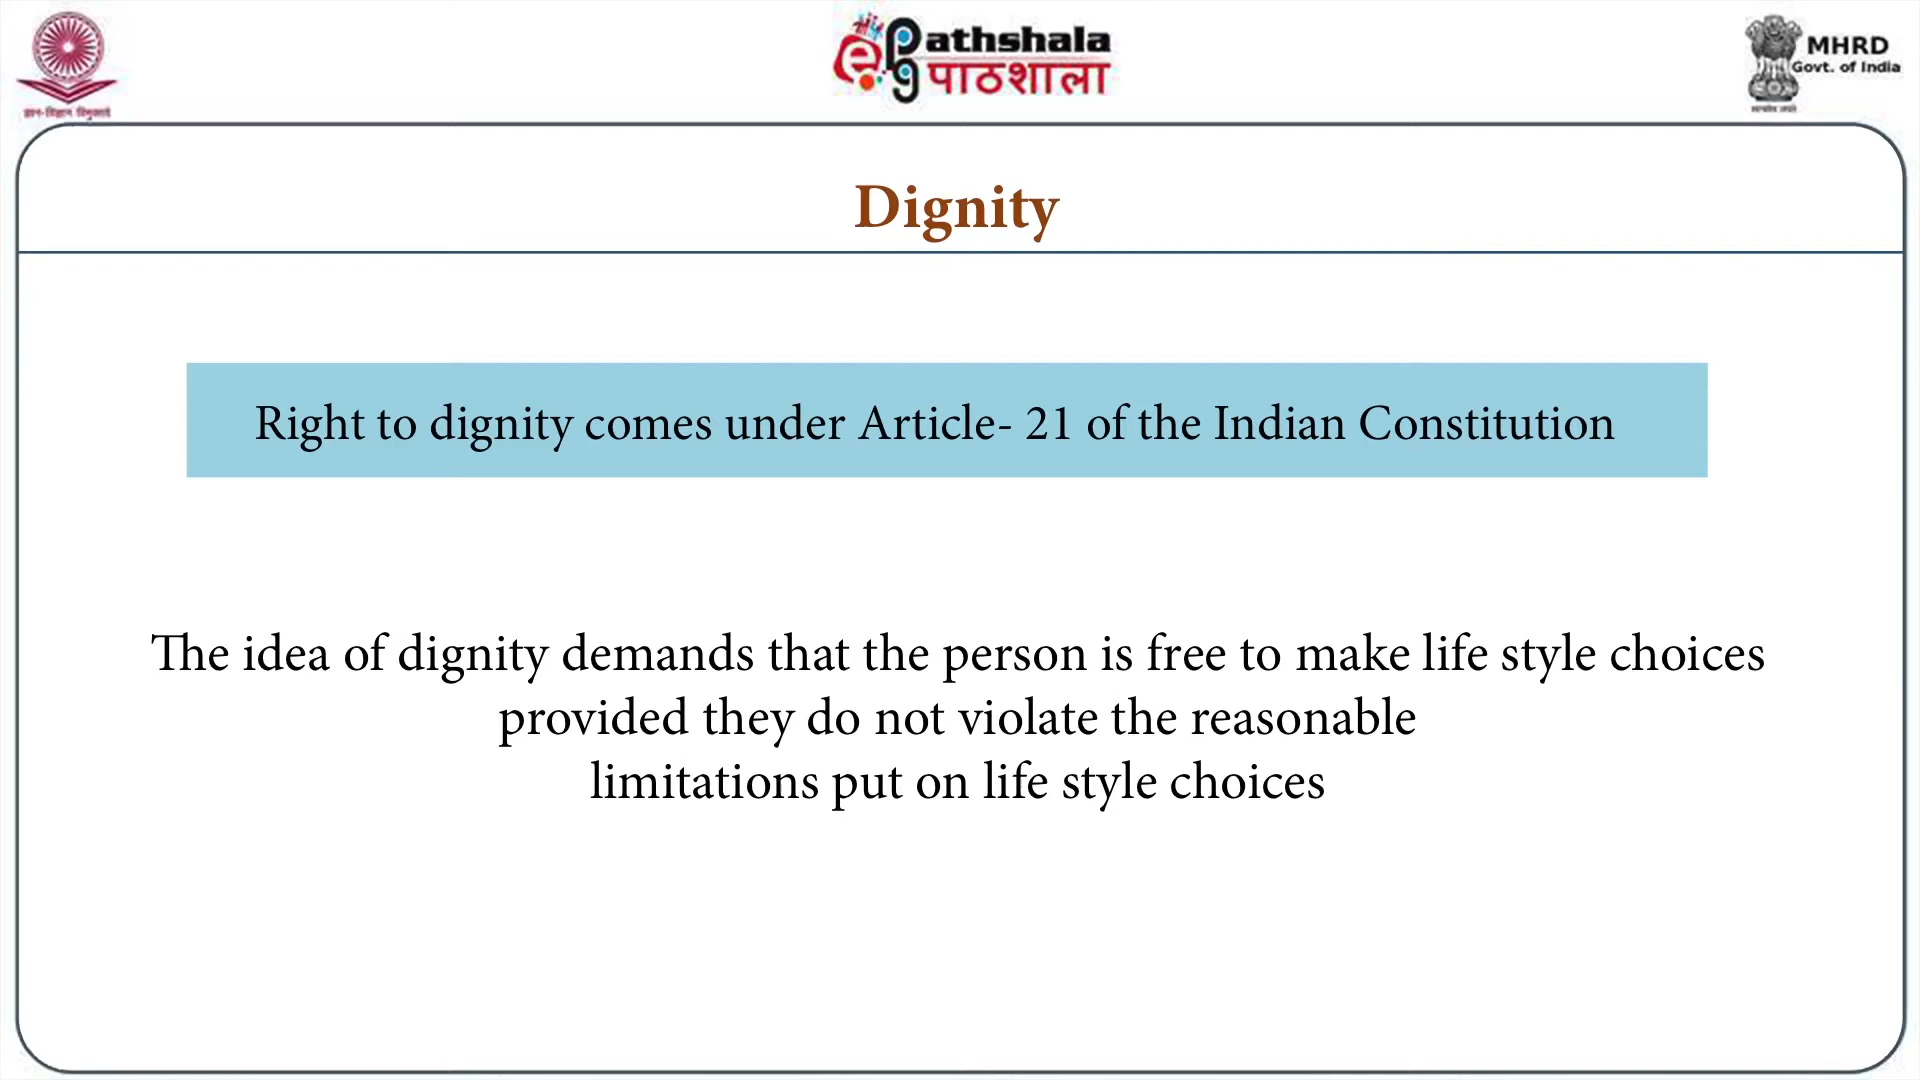 ज्ञान-विज्ञान विमुक्तये
ePathshala
पाठशाला
MHRD
Govt. of India
Dignity
Right to dignity comes under Article- 21 of the Indian Constitution
The idea of dignity demands that the person is free to make life style choices
provided they do not violate the reasonable
limitations put on life style choices